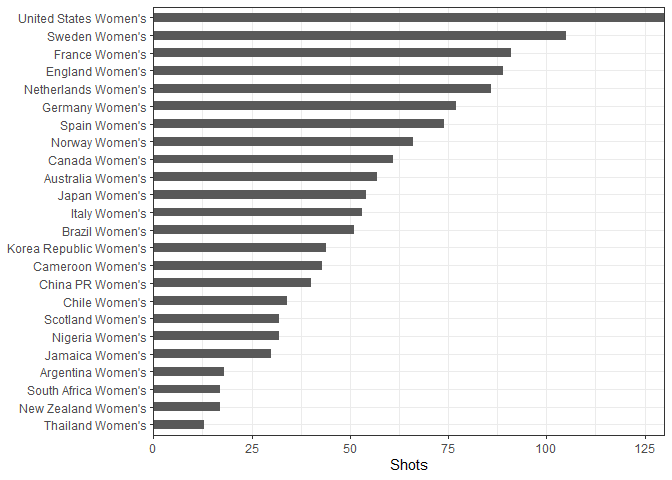 United States Women's
Sweden Women's
France Women's
England Women's
Netherlands Women's
Germany Women's
Spain Women's
Norway Women's
Canada Women's
Australia Women's
Japan Women's
Italy Women's
Brazil Women's
Korea Republic Women's
Cameroon Women's
China PR Women's
Chile Women's
Scotland Women's
Nigeria Women's
Jamaica Women's
Argentina Women's
South Africa Women's
New Zealand Women's
Thailand Women's
0 25 50 75 100 125
Shots